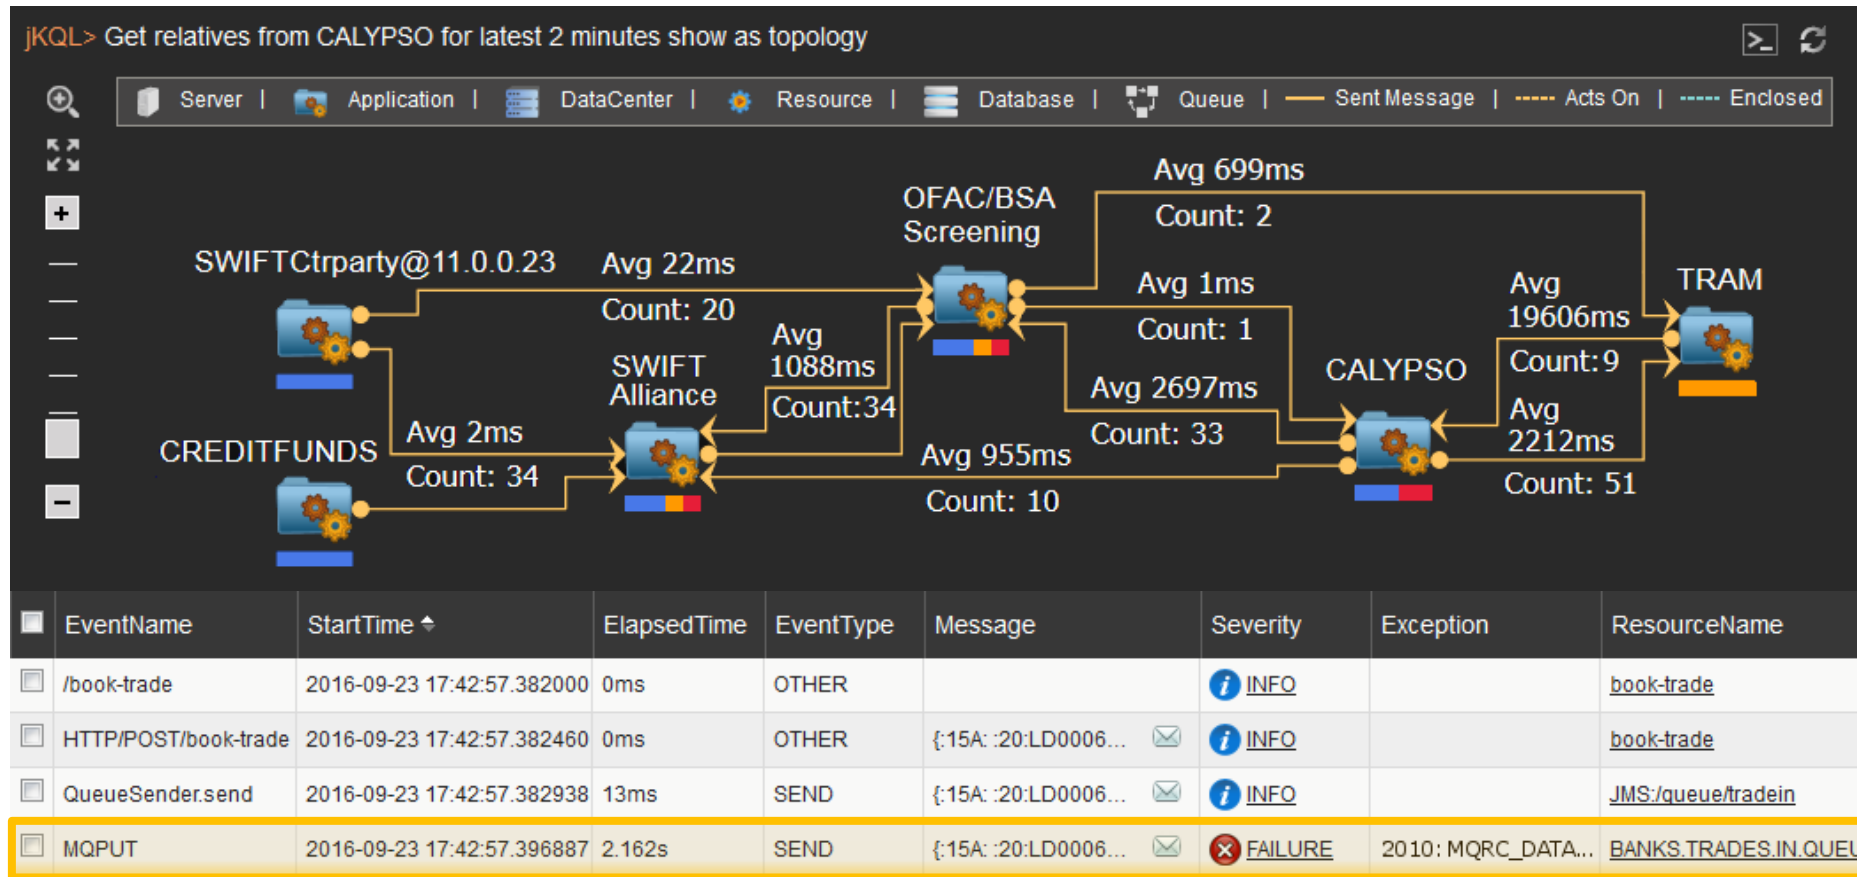 jKQL> Get relatives from CALYPSO for latest 2 minutes show as topology
Server | Application | DataCenter | Resource | Database | Queue | Sent Message | Acts On | Enclosed
Avg 699ms
Count: 2
OFAC/BSA
Screening
SWIFTCtrparty@11.0.0.23
Avg 22ms
Count: 20
Avg 1ms
Count: 1
Avg
19606ms
Count:9
TRAM
Avg
1088ms
Count:34
SWIFT
Alliance
Avg 2697ms
Count: 33
CALYPSO
Avg
2212ms
Count: 51
CREDITFUNDS
Avg 2ms
Count: 34
Avg 955ms
Count: 10
EventName StartTime ElapsedTime EventType Message Severity Exception ResourceName
/book-trade 2016-09-23 17:42:57.382000 0ms OTHER INFO book-trade
HTTP/POST/book-trade 2016-09-23 17:42:57.382460 0ms OTHER {:15A: :20:LD0006... INFO book-trade
QueueSender.send 2016-09-23 17:42:57.382938 13ms SEND {:15A: :20:LD0006... INFO JMS:/queue/tradein
MQPUT 2016-09-23 17:42:57.396887 2.162s SEND {:15A: :20:LD0006... FAILURE 2010: MQRC_DATA... BANKS.TRADES.IN.QUEU